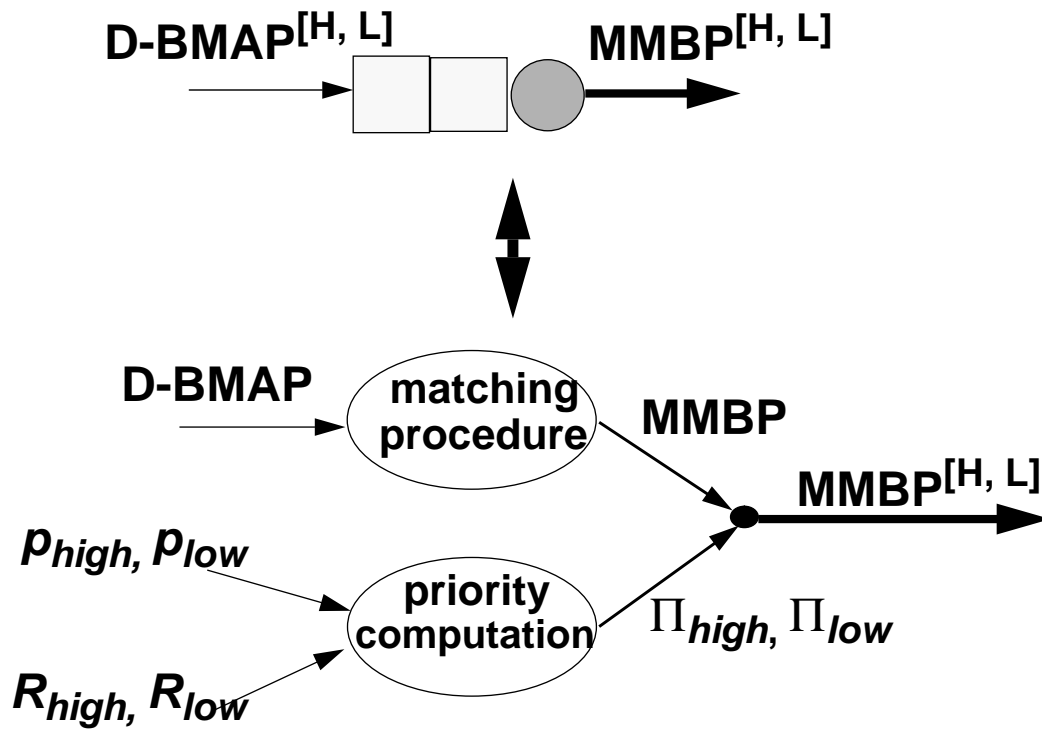 D-BMAP[H, L]
MMBP[H, L]
D-BMAP
matching
procedure
MMBP
MMBP[H, L]
phigh, plow
priority
computation
Πhigh, Πlow
Rhigh, Rlow